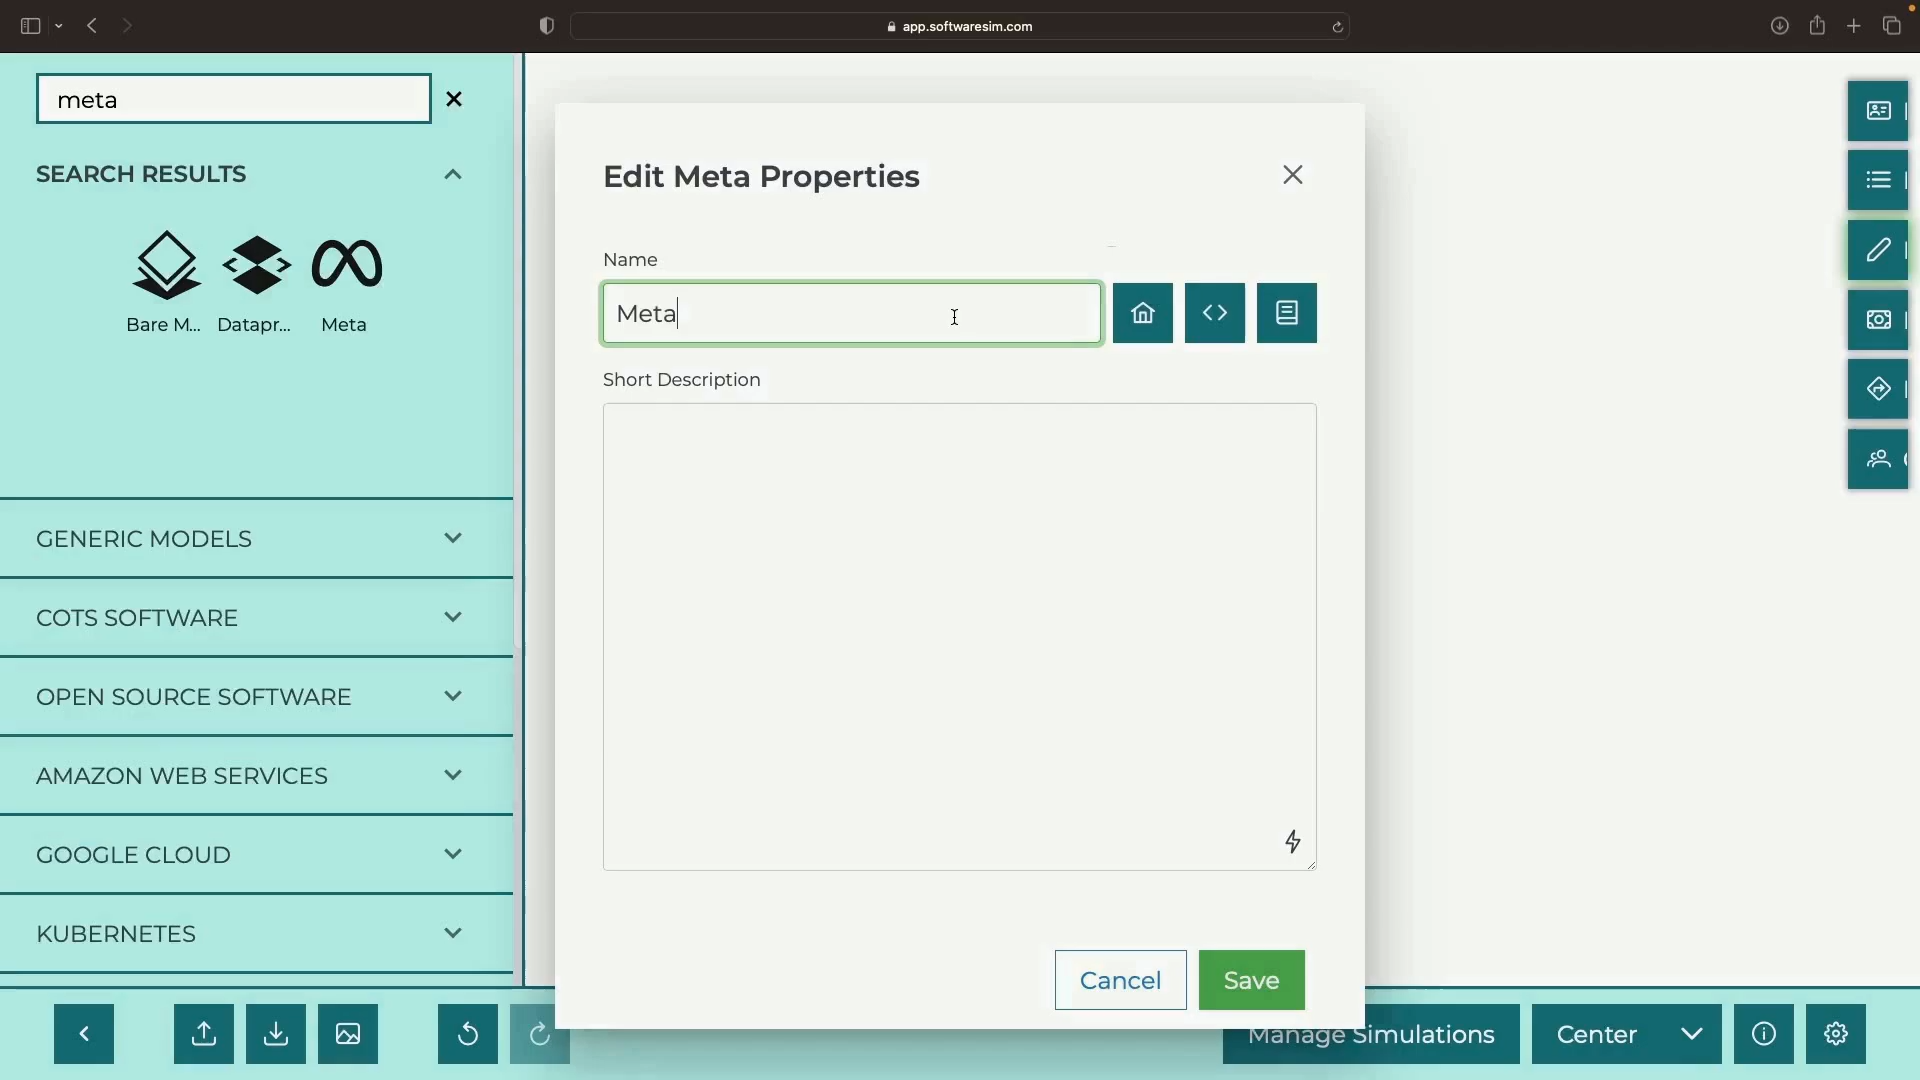 app.softwaresim.com
meta
SEARCH RESULTS
Bare M...
Datapr...
Meta
GENERIC MODELS
COTS SOFTWARE
OPEN SOURCE SOFTWARE
AMAZON WEB SERVICES
GOOGLE CLOUD
KUBERNETES
Edit Meta Properties
Name
Meta
Short Description
Cancel
Save
Manage Simulations
Center